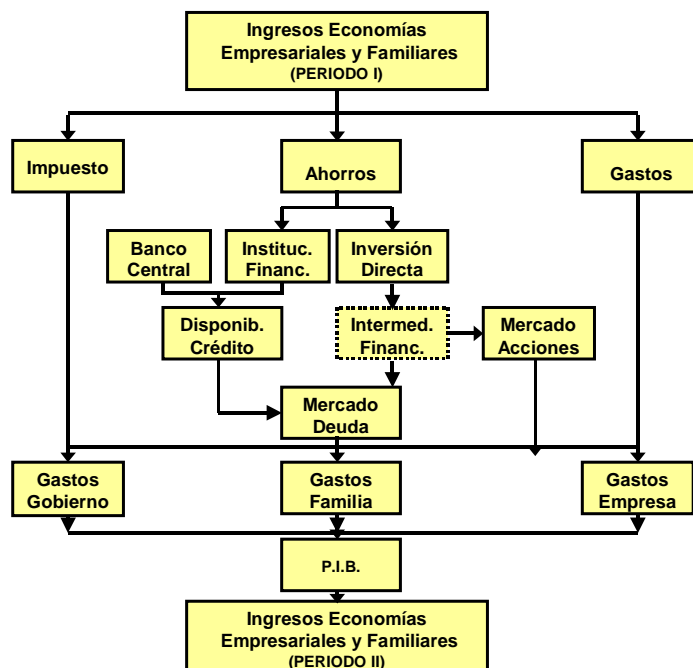 Ingresos Economías
Empresariales y Familiares
(PERIODO I)
Impuesto
Ahorros
Gastos
Banco
Central
Instituc.
Financ.
Inversión
Directa
Disponib.
Crédito
Intermed.
Financ.
Mercado
Acciones
Mercado
Deuda
Gastos
Gobierno
Gastos
Familia
Gastos
Empresa
P.I.B.
Ingresos Economías
Empresariales y Familiares
(PERIODO II)